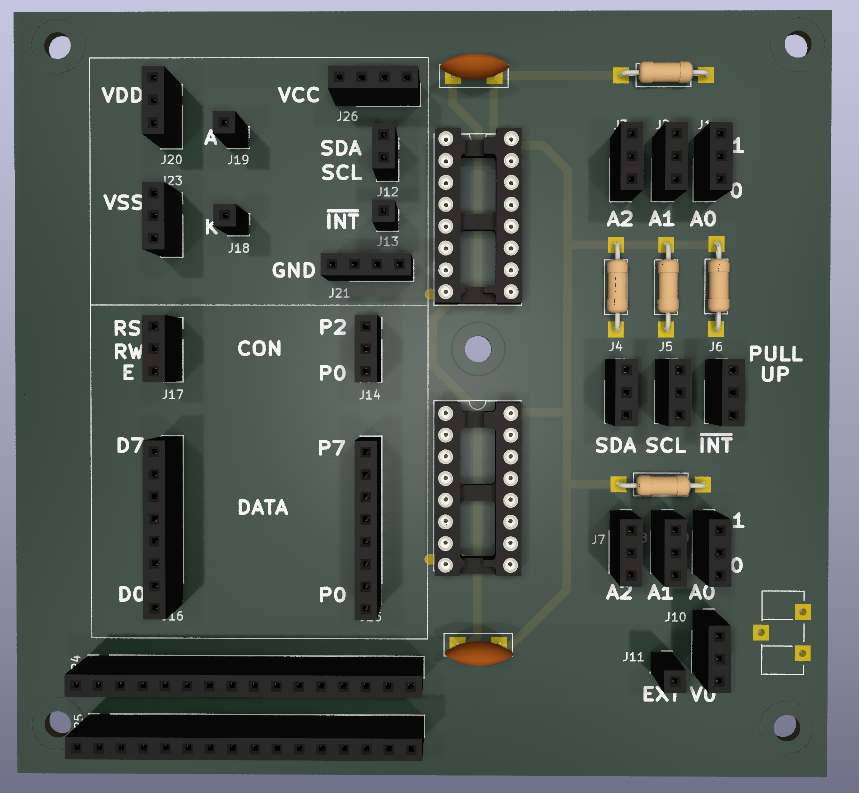 VDD
A
J20
J19
VCC
J26
SDA
SCL
J12
J23
VSS
K
J18
INT
J13
GND
J21
1
0
A2 A1 A0
J4 J5 J6
PULL
UP
RS
RW
E
J17
CON
P2
P0
J14
SDA SCL INT
D7
D0
J16
DATA
P7
P0
J7
1
0
A2 A1 A0
J10
J11
EXT V0